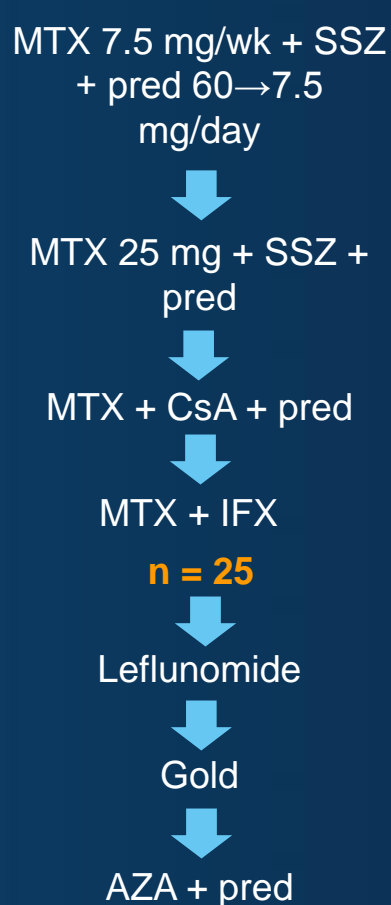 MTX 7.5 mg/wk + SSZ
+ pred 60→7.5
mg/day
MTX 25 mg + SSZ +
pred
MTX + CsA + pred
MTX + IFX
n = 25
Leflunomide
Gold
AZA + pred